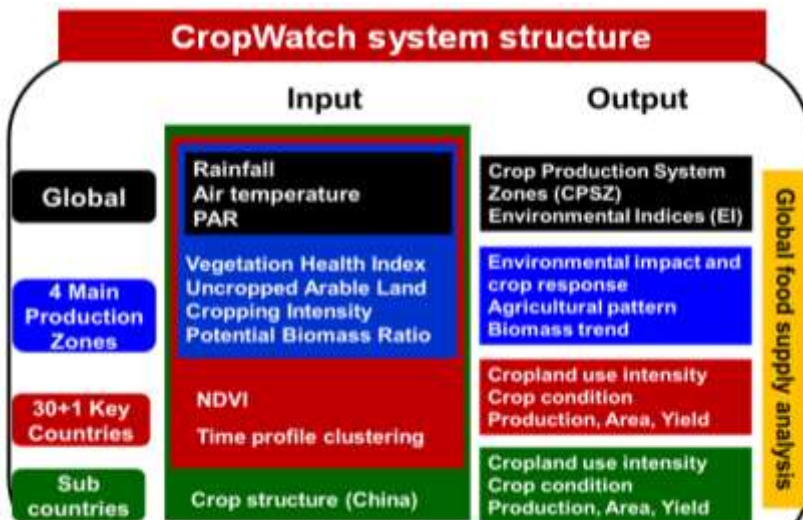 CropWatch system structure
Input
Output
Global
Rainfall
Air temperature
PAR
Crop Production System
Zones (CPSZ)
Environmental Indices (EI)
4 Main
Production
Zones
Vegetation Health Index
Uncropped Arable Land
Cropping Intensity
Potential Biomass Ratio
Environmental impact and
crop response
Agricultural pattern
Biomass trend
30+1 Key
Countries
NDVI
Time profile clustering
Cropland use intensity
Crop condition
Production, Area, Yield
Sub
countries
Crop structure (China)
Cropland use intensity
Crop condition
Production, Area, Yield
Global food supply analysis